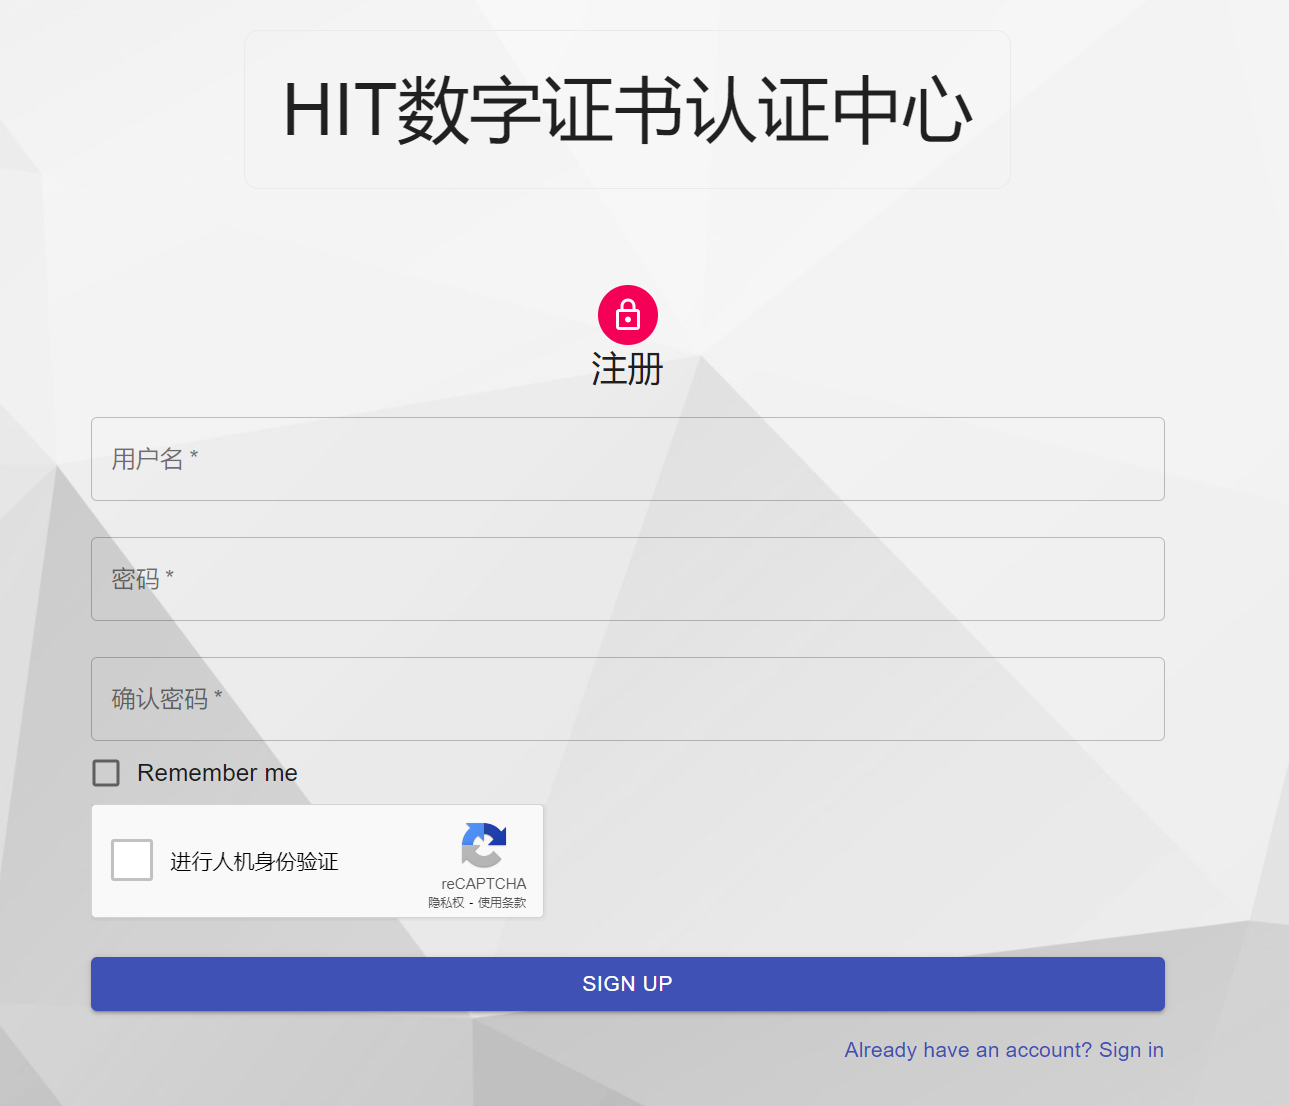 HIT数字证书认证中心
注册
用户名 *
密码 *
确认密码 *
Remember me
进行人机身份验证
reCAPTCHA
隐私权 - 使用条款
SIGN UP
Already have an account? Sign in